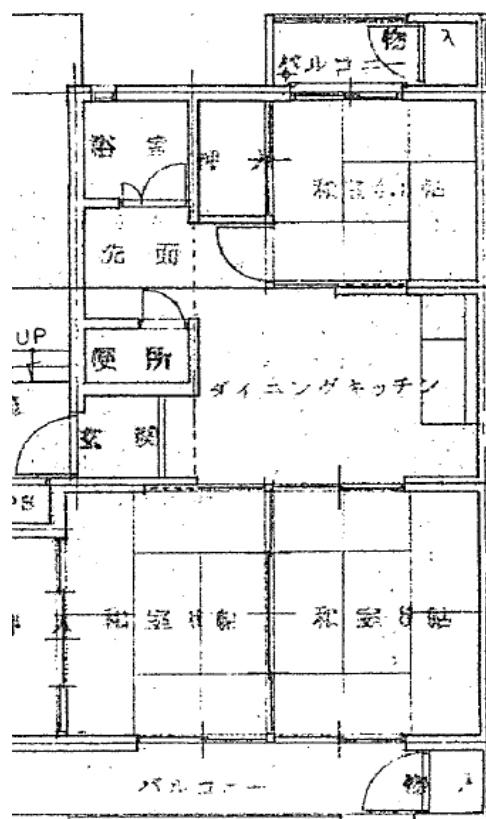 物 入
バルコニー
浴室
押入
和室4.5帖
洗面
UP
便所
ダイニングキッチン
玄関
PS
和室6帖
和室6帖
バルコニー
物 入